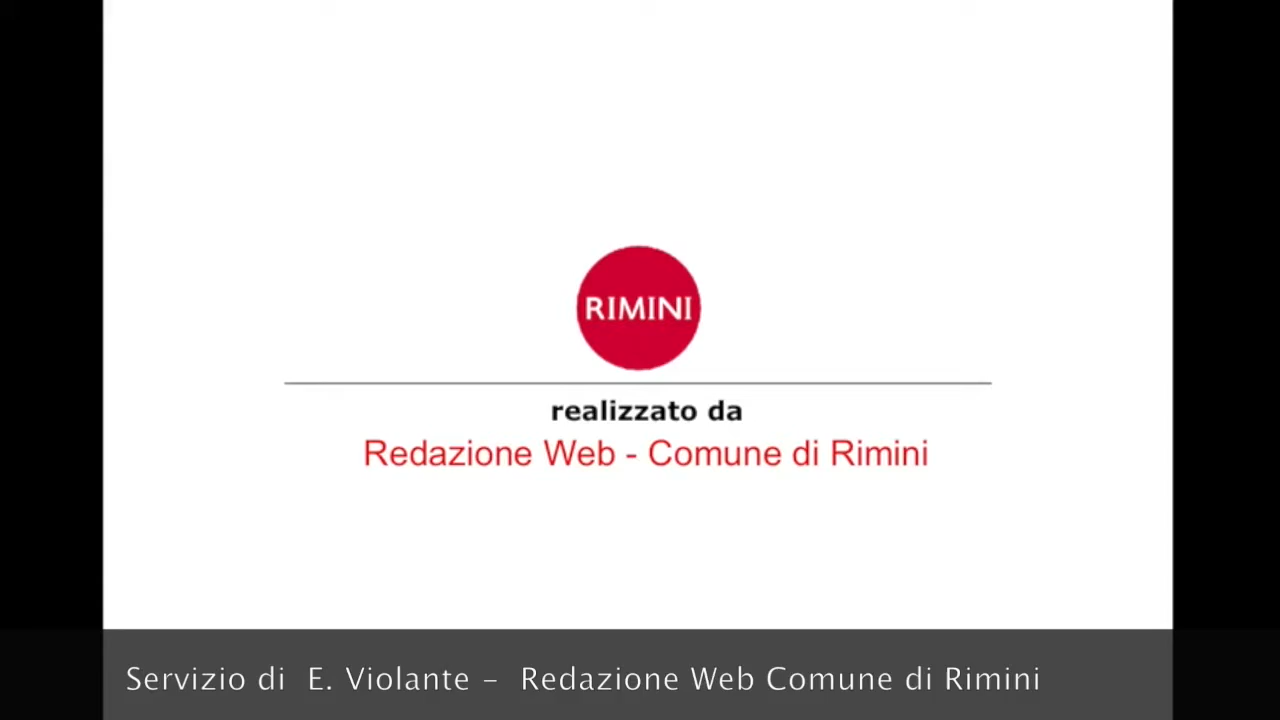 RIMINI
realizzato da
Redazione Web - Comune di Rimini
Servizio di E. Violante – Redazione Web Comune di Rimini